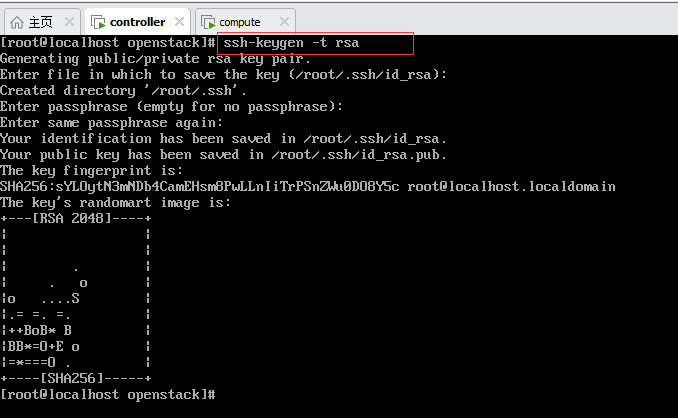 主页 controller compute
[root@localhost openstack]# ssh-keygen -t rsa
Generating public/private rsa key pair.
Enter file in which to save the key (/root/.ssh/id_rsa):
Created directory '/root/.ssh'.
Enter passphrase (empty for no passphrase):
Enter same passphrase again:
Your identification has been saved in /root/.ssh/id_rsa.
Your public key has been saved in /root/.ssh/id_rsa.pub.
The key fingerprint is:
SHA256:sYLOytN3mNDb4CamEHsm8PwLLnIiTrPSnZWu0DO8Y5c root@localhost.localdomain
The key's randomart image is:
+---[RSA 2048]----+
¦                 ¦
¦                 ¦
¦        .        ¦
¦     .   o       ¦
¦o   ....S        ¦
¦.= =. =.         ¦
¦++BoB* B         ¦
¦BB*=O+E o        ¦
¦=*===O .         ¦
+----[SHA256]-----+
[root@localhost openstack]#